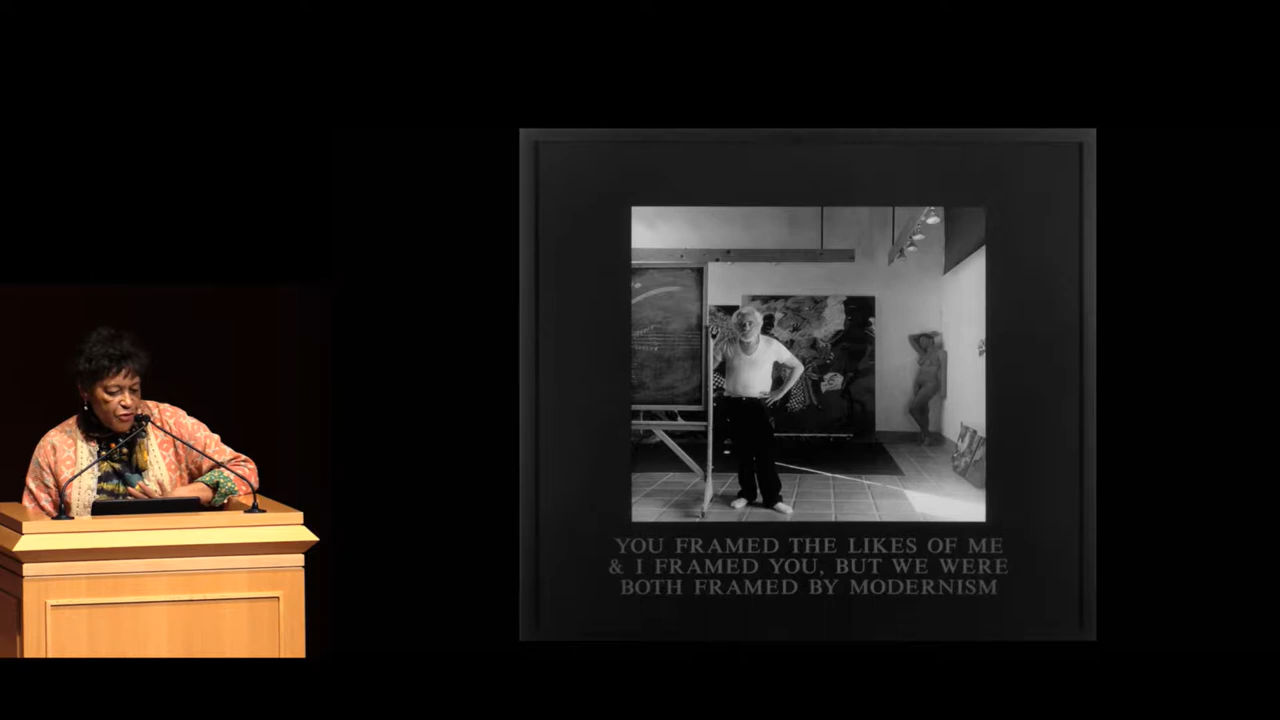 YOU FRAMED THE LIKES OF ME
& I FRAMED YOU, BUT WE WERE
BOTH FRAMED BY MODERNISM